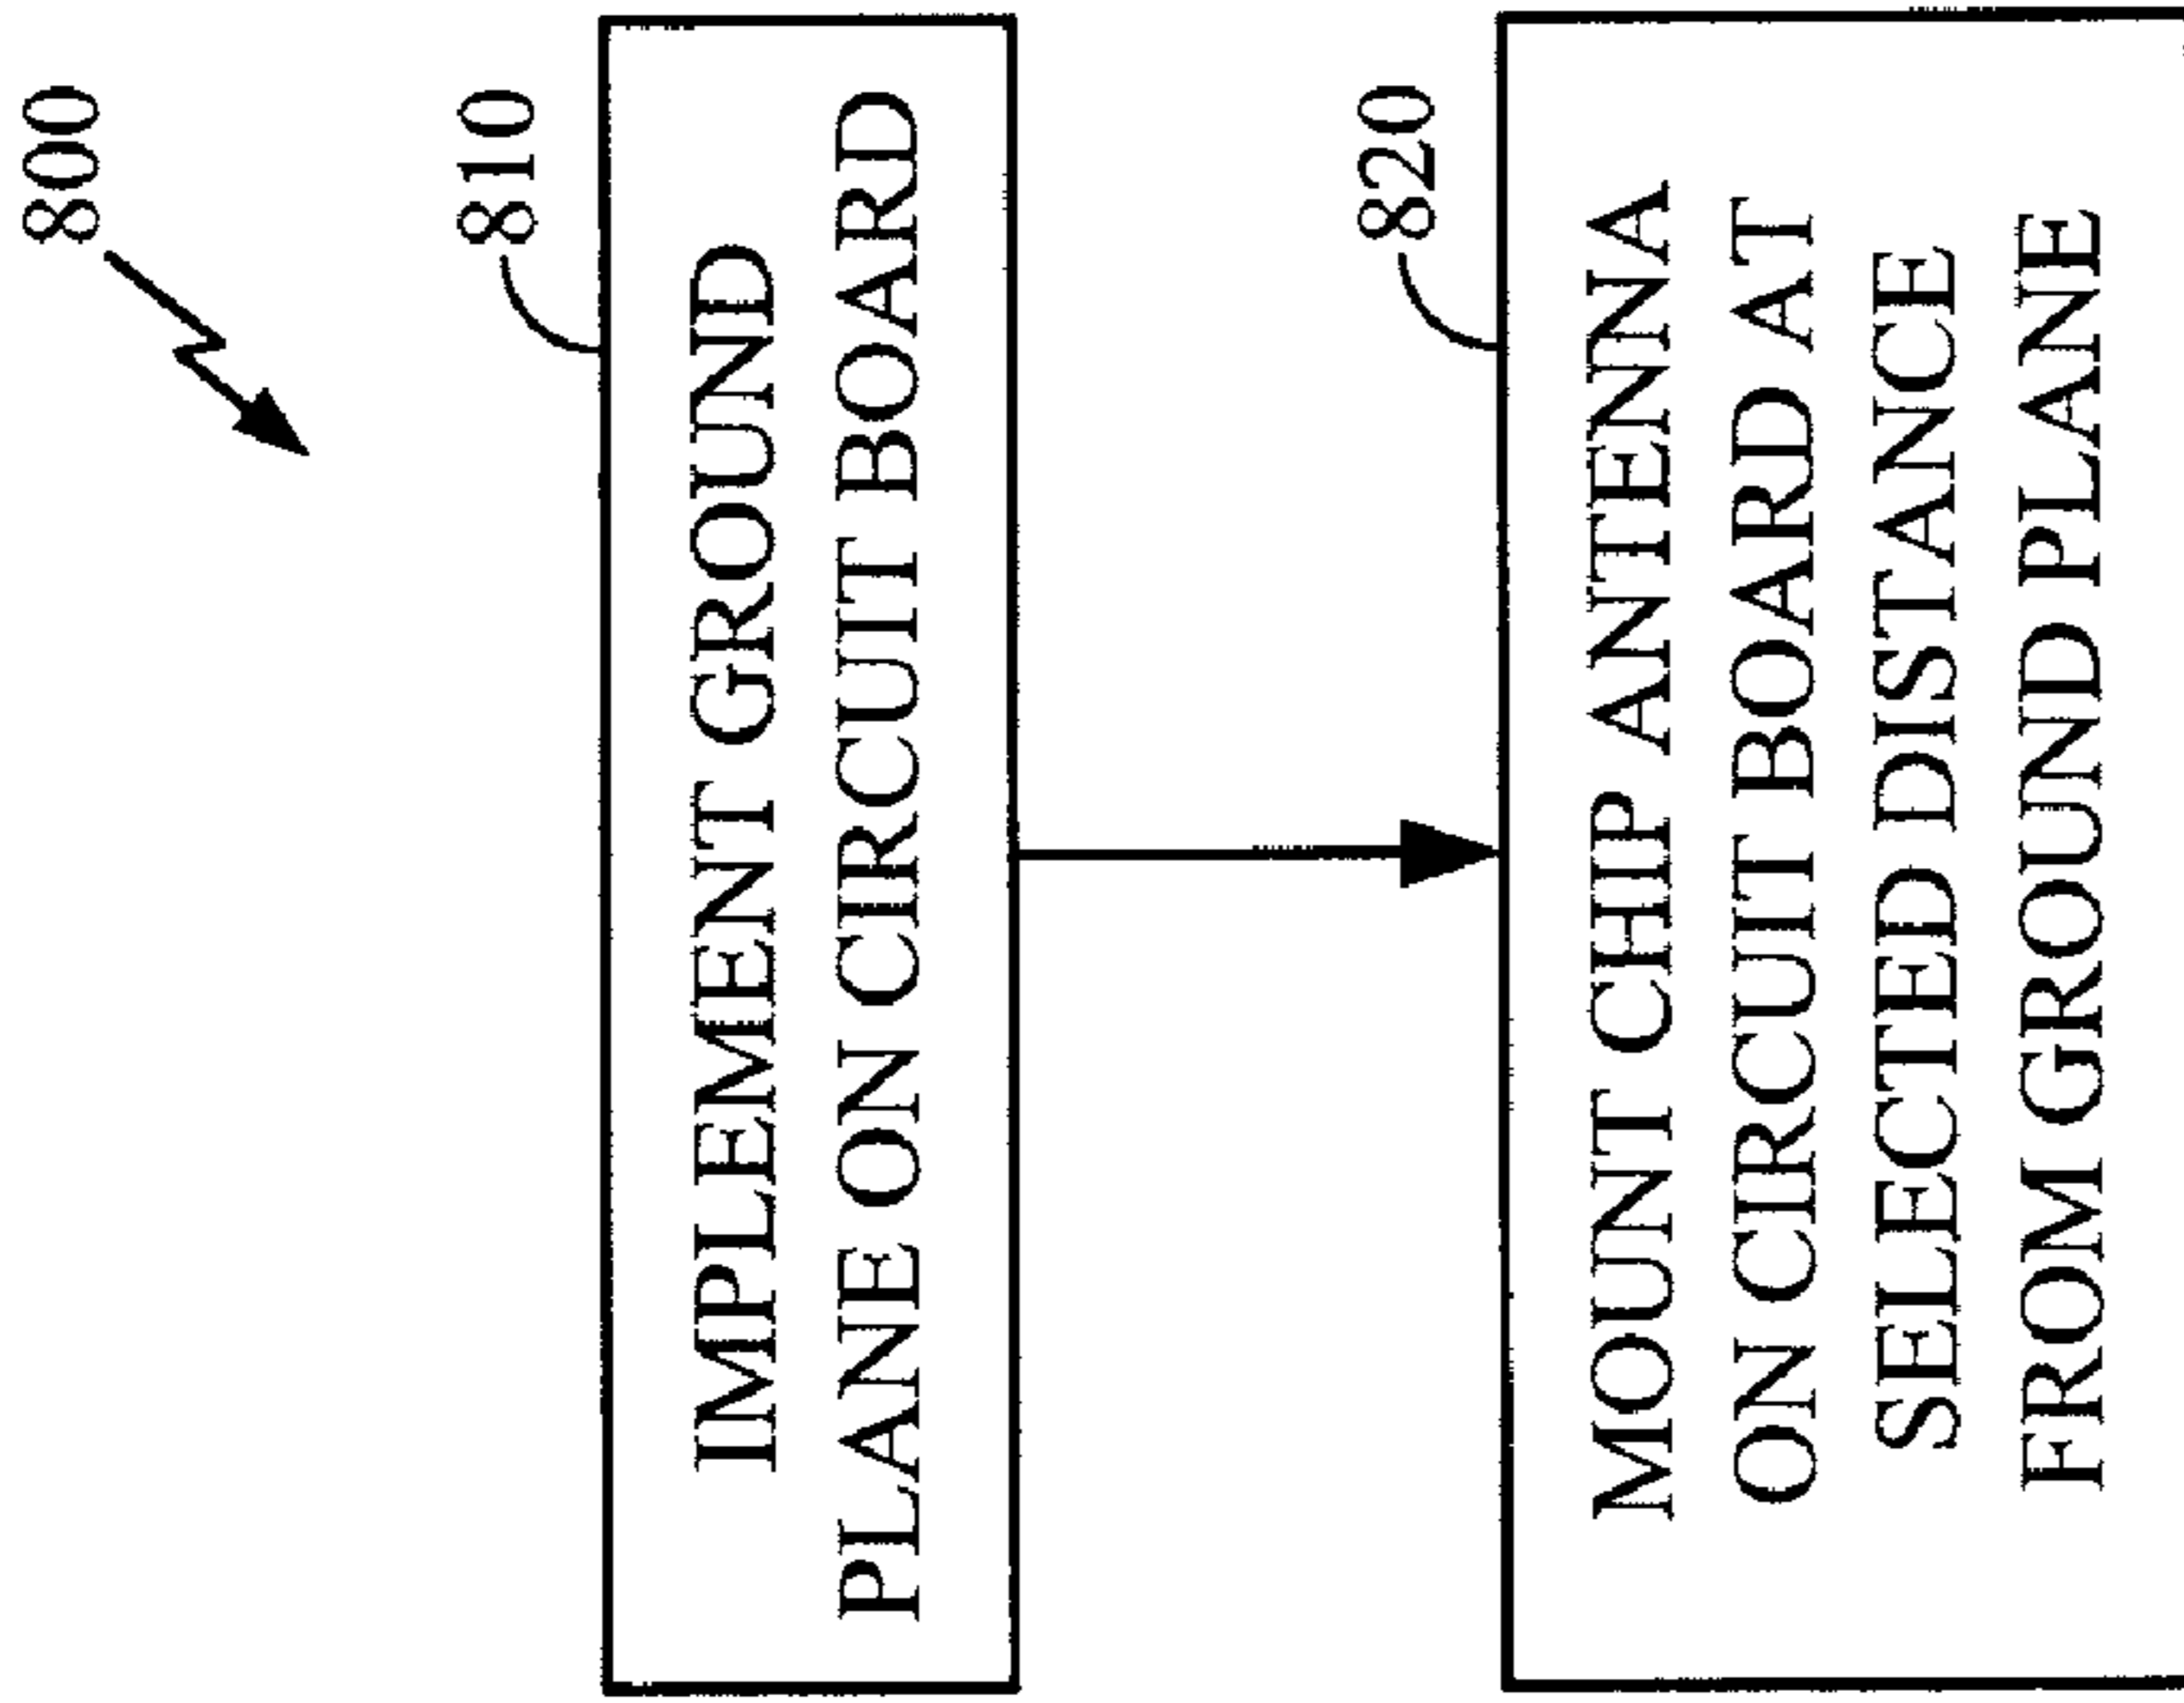 800
810
IMPLEMENT GROUND
PLANE ON CIRCUIT BOARD
820
MOUNT CHIP ANTENNA
ON CIRCUIT BOARD AT
SELECTED DISTANCE
FROM GROUND PLANE